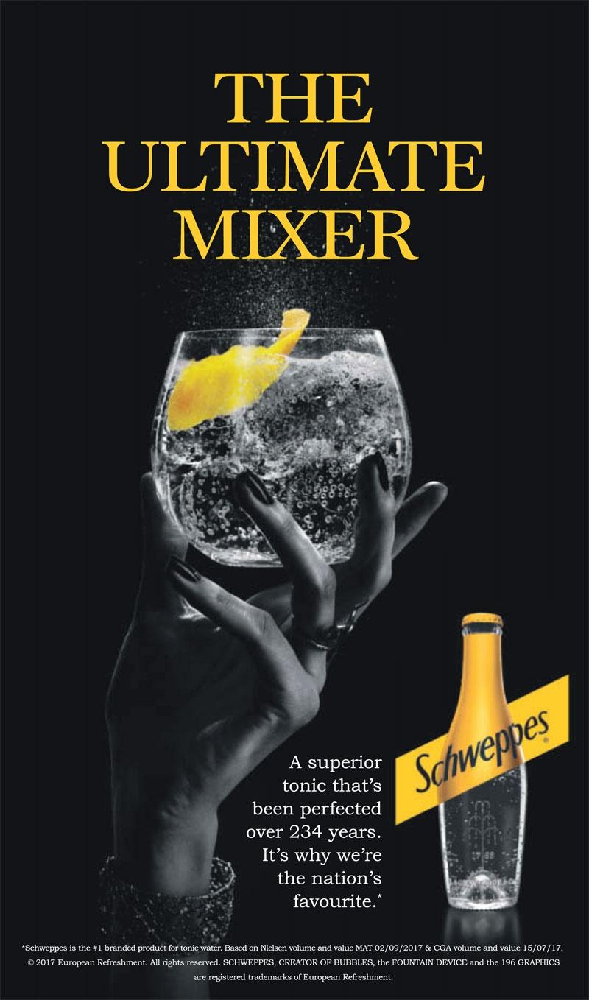 THE
ULTIMATE
MIXER
A superior
tonic that's
been perfected
over 234 years.
It's why we're
the nation's
favourite.*
Schweppes®
*Schweppes is the #1 branded product for tonic water. Based on Nielsen volume and value MAT 02/09/2017 & CGA volume and value 15/07/17.
© 2017 European Refreshment. All rights reserved. SCHWEPPES, CREATOR OF BUBBLES, the FOUNTAIN DEVICE and the 196 GRAPHICS
are registered trademarks of European Refreshment.